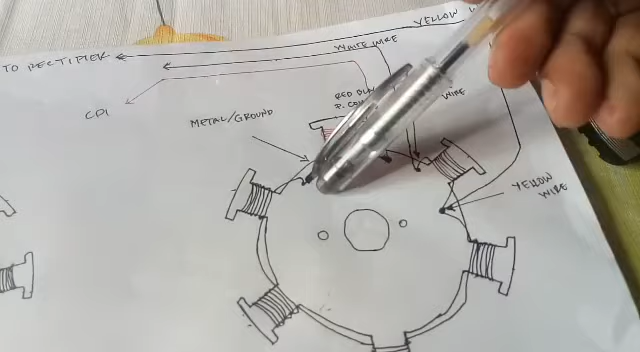 YELLOW
WHITE WIRE
TO RECTIFIER
CDI
RED
WIRE
METAL/GROUND
YELLOW
WIRE